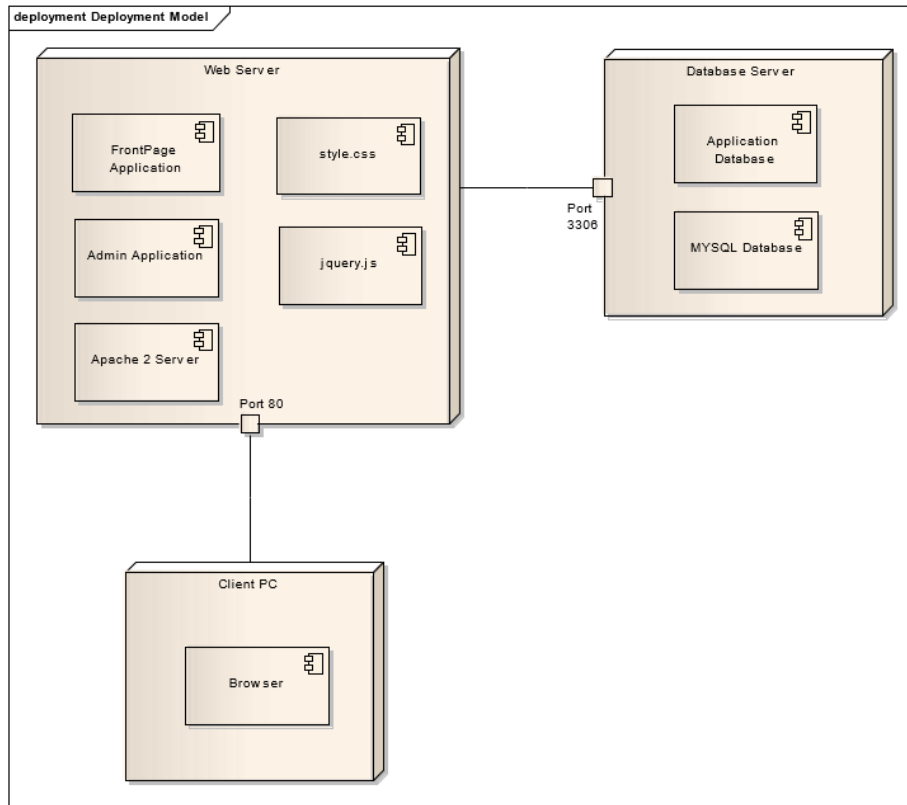 deployment Deployment Model
Web Server
FrontPage
Application
style.css
Admin Application
jquery.js
Apache 2 Server
Port 80
Database Server
Application
Database
MYSQL Database
Port
3306
Client PC
Browser